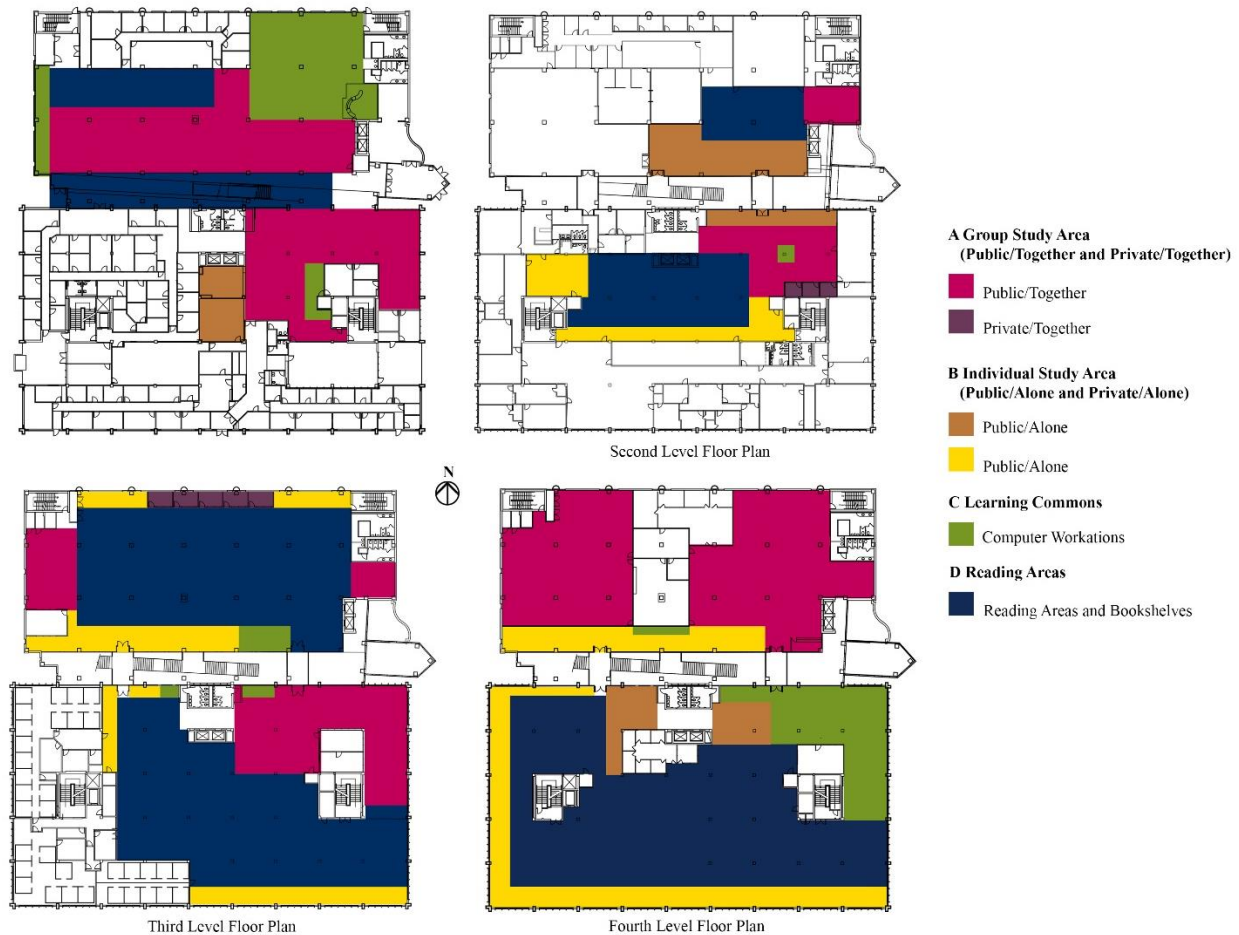 A Group Study Area
(Public/Together and Private/Together)
Public/Together
Private/Together
B Individual Study Area
(Public/Alone and Private/Alone)
Public/Alone
Public/Alone
C Learning Commons
Computer Workations
D Reading Areas
Reading Areas and Bookshelves
Second Level Floor Plan
N
Third Level Floor Plan
Fourth Level Floor Plan